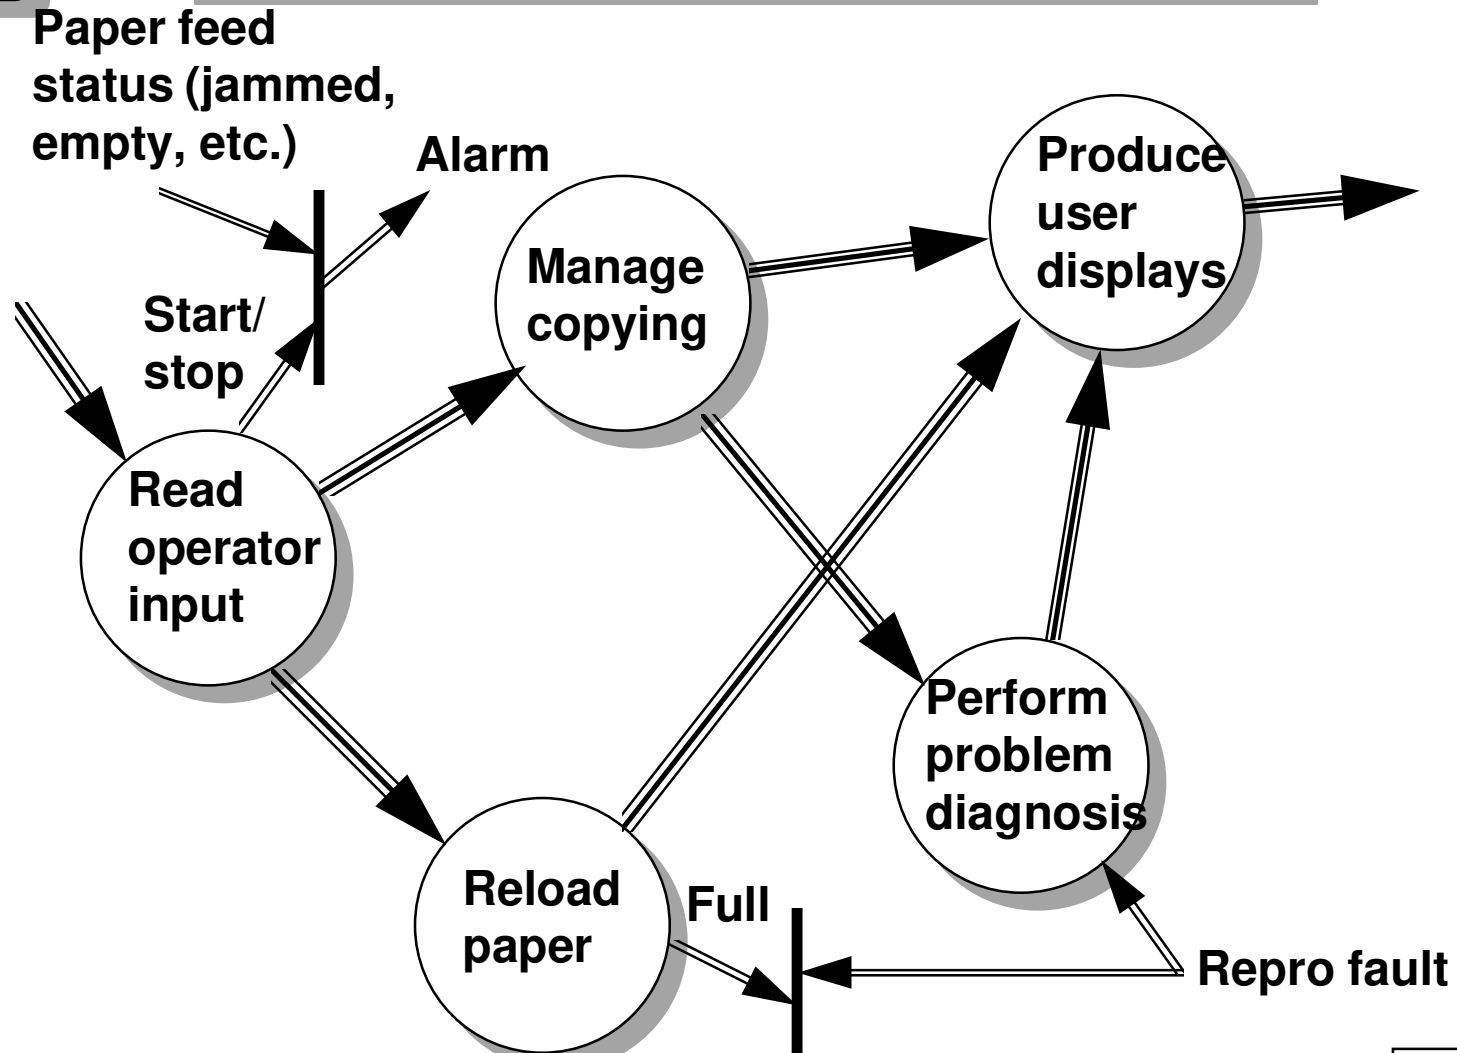 Paper feed
status (jammed,
empty, etc.)
Alarm
Start/
stop
Manage
copying
Produce
user
displays
Read
operator
input
Perform
problem
diagnosis
Reload
paper
Full
Repro fault